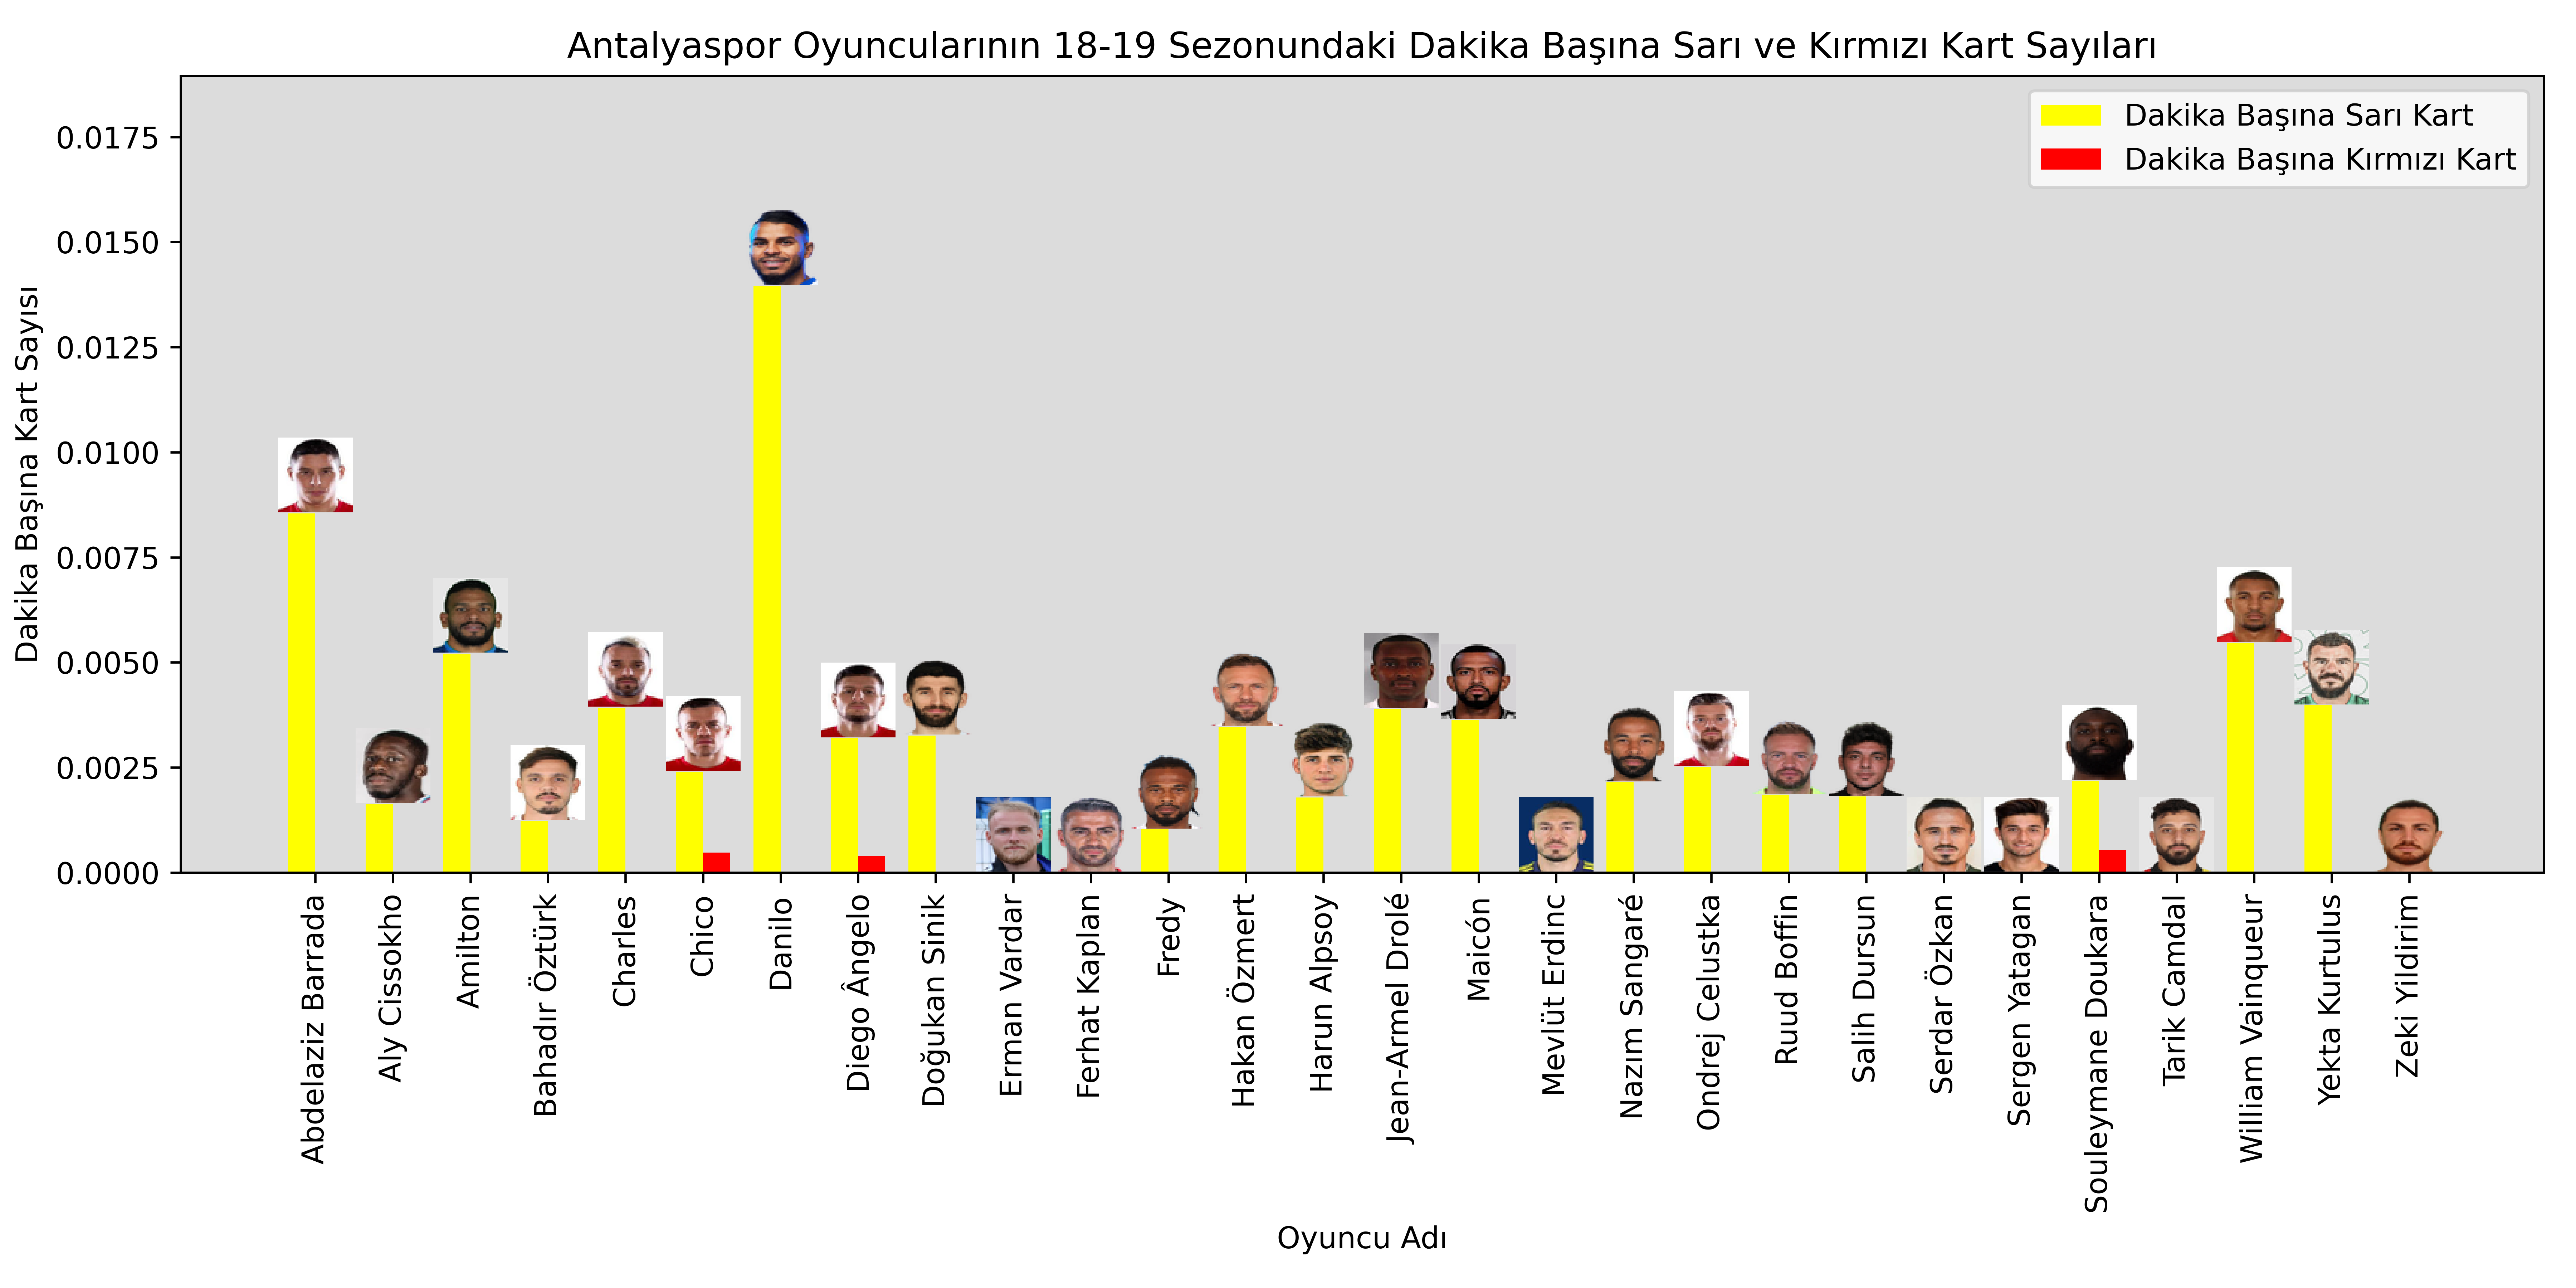 Antalyaspor Oyuncularının 18-19 Sezonundaki Dakika Başına Sarı ve Kırmızı Kart Sayıları
Dakika Başına Sarı Kart
Dakika Başına Kırmızı Kart
Dakika Başına Kart Sayısı
0.0175
0.0150
0.0125
0.0100
0.0075
0.0050
0.0025
0.0000
Abdelaziz Barrada
Aly Cissokho
Amilton
Bahadır Öztürk
Charles
Chico
Danilo
Diego Ângelo
Doğukan Sinik
Erman Vardar
Ferhat Kaplan
Fredy
Hakan Özmert
Harun Alpsoy
Jean-Armel Drolé
Maicón
Mevlüt Erdinc
Nazım Sangaré
Ondrej Celustka
Ruud Boffin
Salih Dursun
Serdar Özkan
Sergen Yatagan
Souleymane Doukara
Tarik Camdal
William Vainqueur
Yekta Kurtulus
Zeki Yildirim
Oyuncu Adı